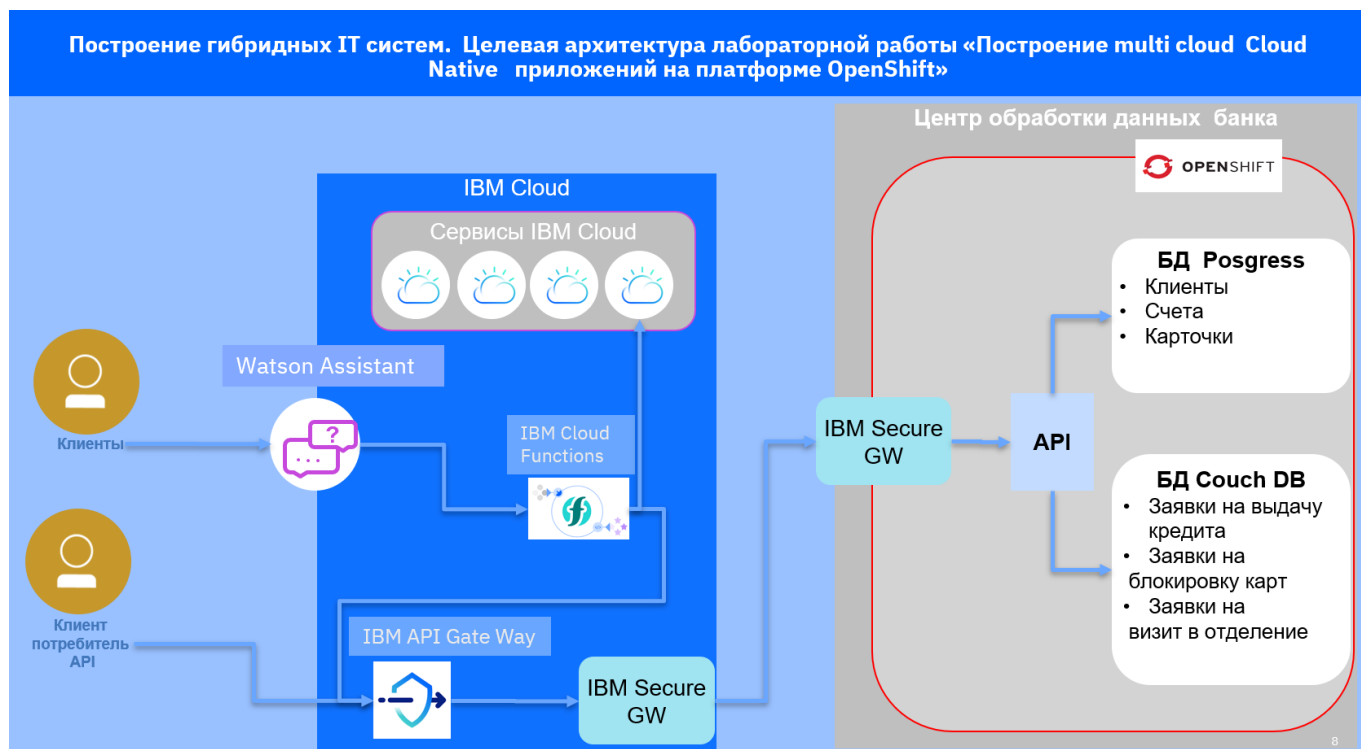 Построение гибридных IT систем. Целевая архитектура лабораторной работы «Построение multi cloud Cloud
Native приложений на платформе OpenShift»
Центр обработки данных банка
OPENSHIFT
IBM Cloud
Сервисы IBM Cloud
БД Posgress
• Клиенты
• Счета
• Карточки
Watson Assistant
Клиенты
?
...
IBM Cloud
Functions
IBM Secure
GW
API
БД Couch DB
• Заявки на выдачу
кредита
• Заявки на
блокировку карт
• Заявки на
визит в отделение
Клиент
потребитель
API
IBM API Gate Way
IBM Secure
GW
8